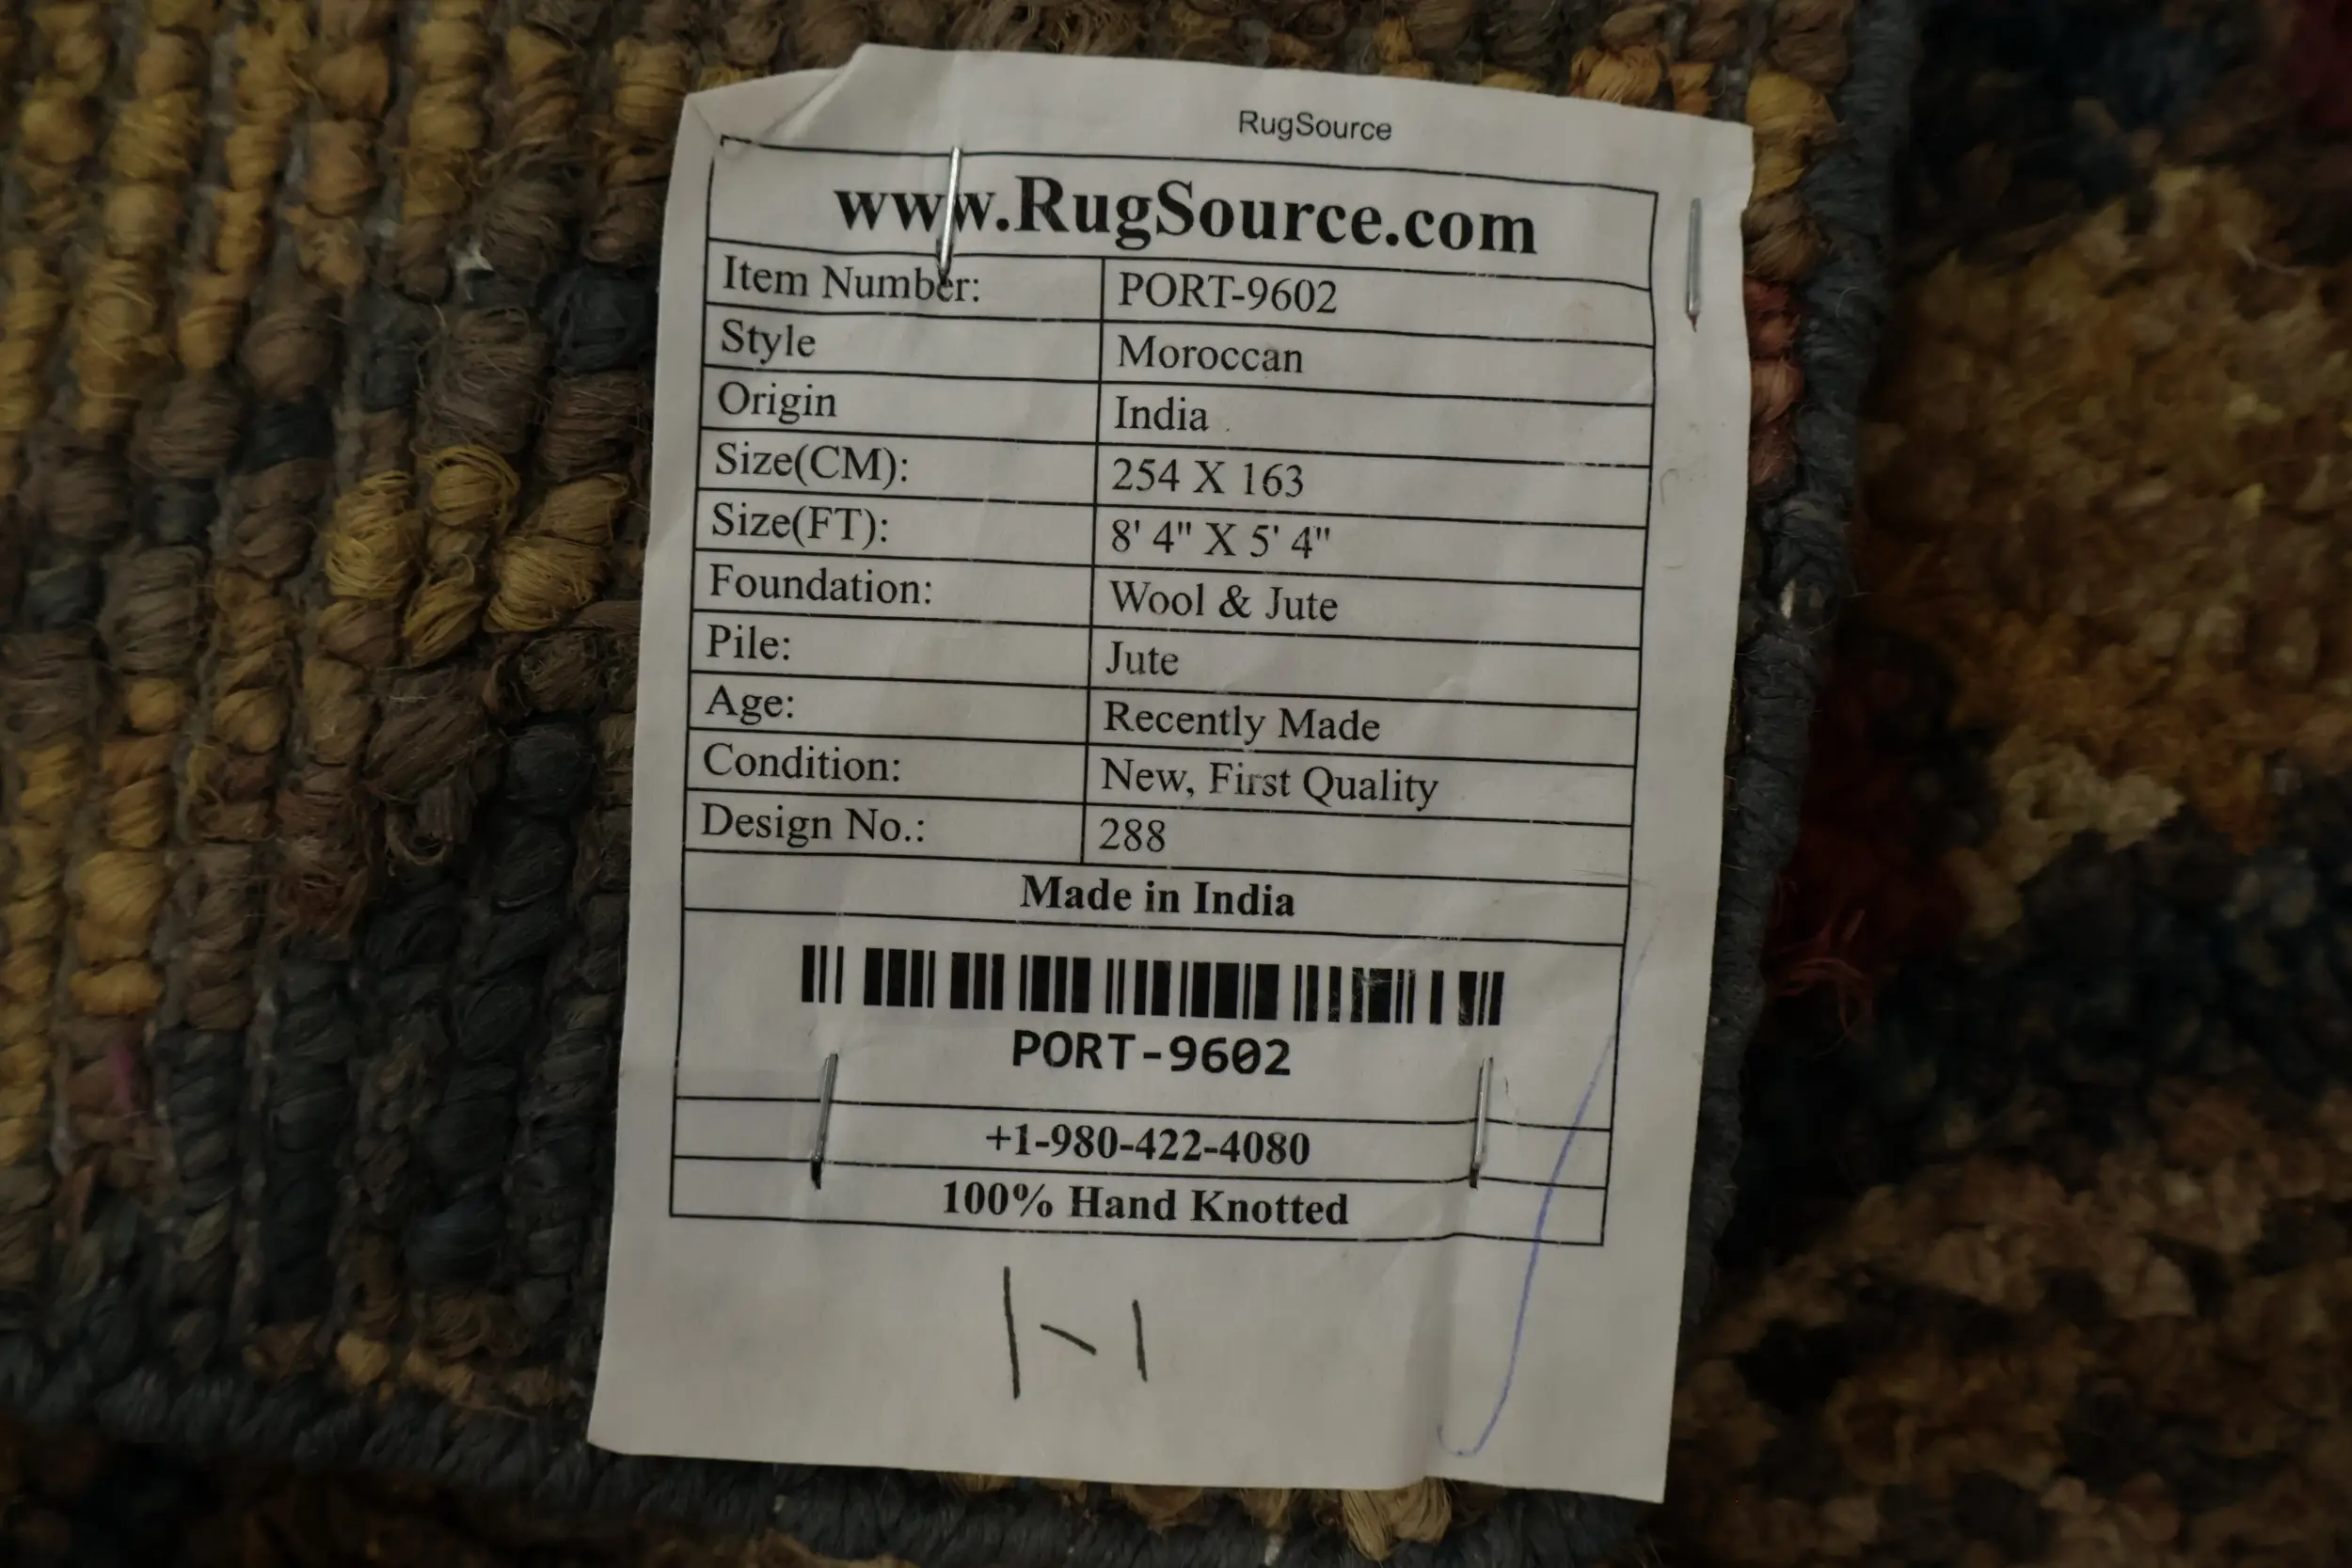 RugSource
www.RugSource.com
Item Number: PORT-9602
Style Moroccan
Origin India
Size(CM): 254 X 163
Size(FT): 8' 4" X 5' 4"
Foundation: Wool & Jute
Pile: Jute
Age: Recently Made
Condition: New, First Quality
Design No.: 288
Made in India
PORT-9602
+1-980-422-4080
100% Hand Knotted
1-1